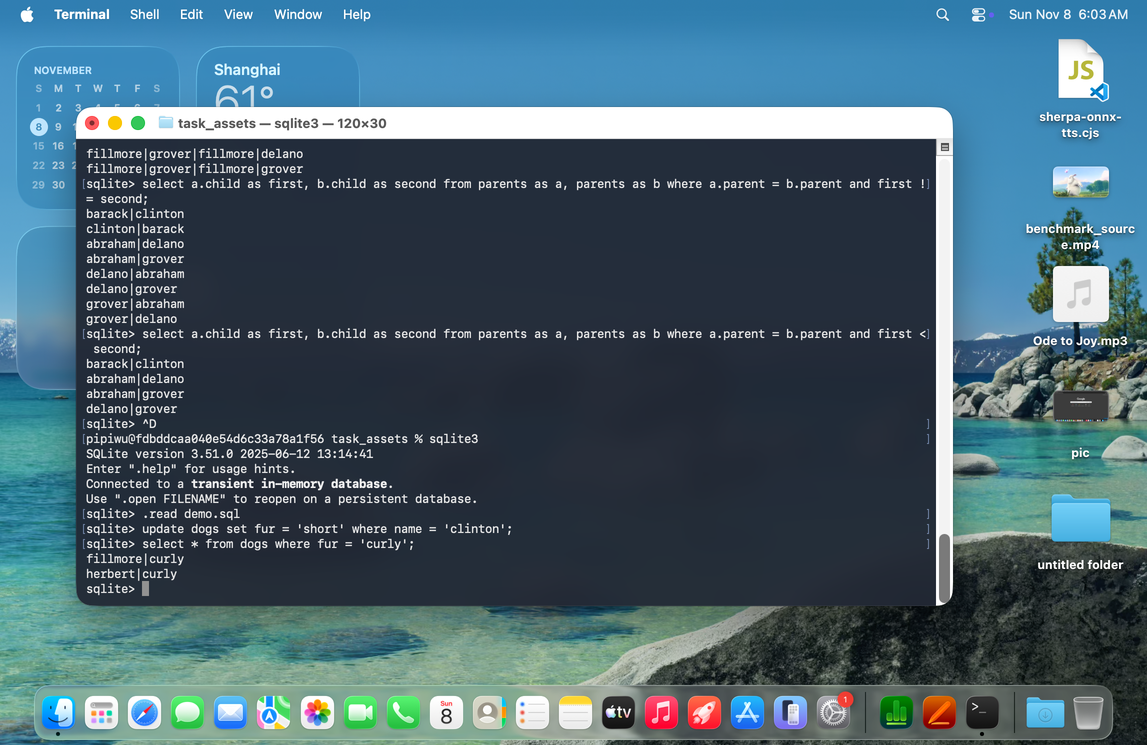 Terminal Shell Edit View Window Help
Sun Nov 8 6:03 AM
NOVEMBER
S M T W T F S
1 2 3 4 5 6 7
8 9
15 16
22 23
29 30
Shanghai
61°
task_assets — sqlite3 — 120×30
fillmore|grover|fillmore|delano
fillmore|grover|fillmore|grover
[sqlite> select a.child as first, b.child as second from parents as a, parents as b where a.parent = b.parent and first !]
= second;
barack|clinton
clinton|barack
abraham|delano
abraham|grover
delano|abraham
delano|grover
grover|abraham
grover|delano
[sqlite> select a.child as first, b.child as second from parents as a, parents as b where a.parent = b.parent and first <]
second;
barack|clinton
abraham|delano
abraham|grover
delano|grover
[sqlite> ^D ]
[pipiwu@fdbddcaa040e54d6c33a78a1f56 task_assets % sqlite3 ]
SQLite version 3.51.0 2025-06-12 13:14:41
Enter ".help" for usage hints.
Connected to a transient in-memory database.
Use ".open FILENAME" to reopen on a persistent database.
[sqlite> .read demo.sql ]
[sqlite> update dogs set fur = 'short' where name = 'clinton'; ]
[sqlite> select * from dogs where fur = 'curly'; ]
fillmore|curly
herbert|curly
sqlite>
JS
sherpa-onnx-
tts.cjs
benchmark_sourc
e.mp4
Ode to Joy.mp3
pic
untitled folder
Sun
8
tv
1
>_